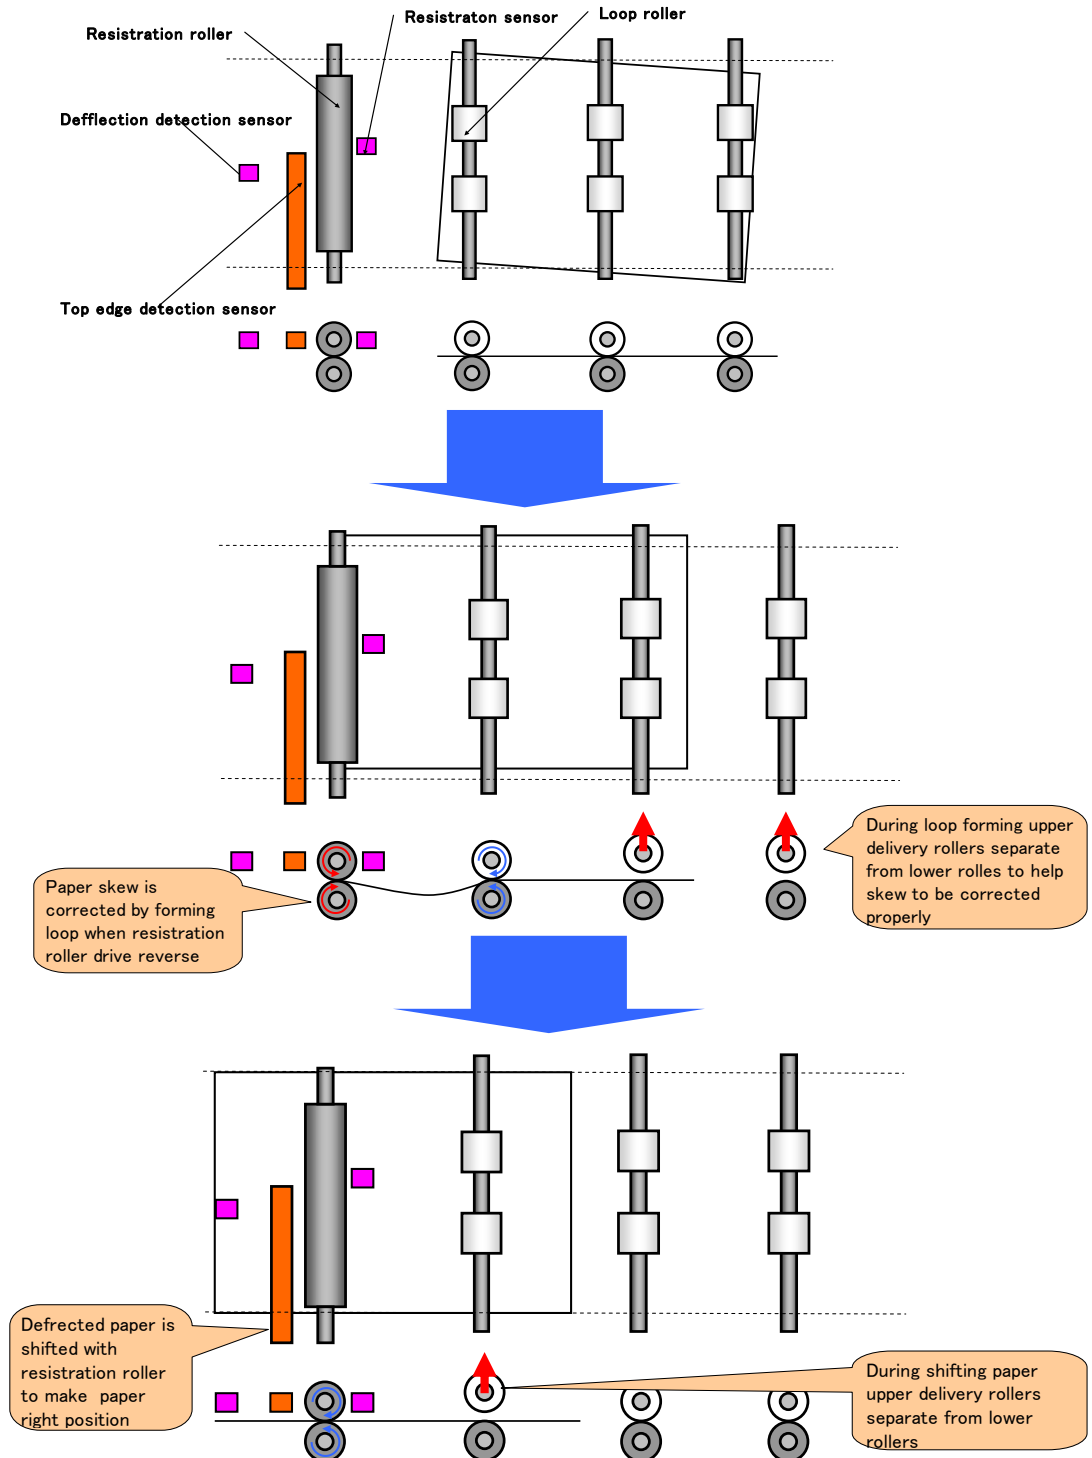 Resistration roller
Resistraton sensor
Loop roller
Defflection detection sensor
Top edge detection sensor
During loop forming upper
delivery rollers separate
from lower rolles to help
skew to be corrected
properly
Paper skew is
corrected by forming
loop when resistration
roller drive reverse
Defrected paper is
shifted with
resistration roller
to make paper
right position
During shifting paper
upper delivery rollers
separate from lower
rollers